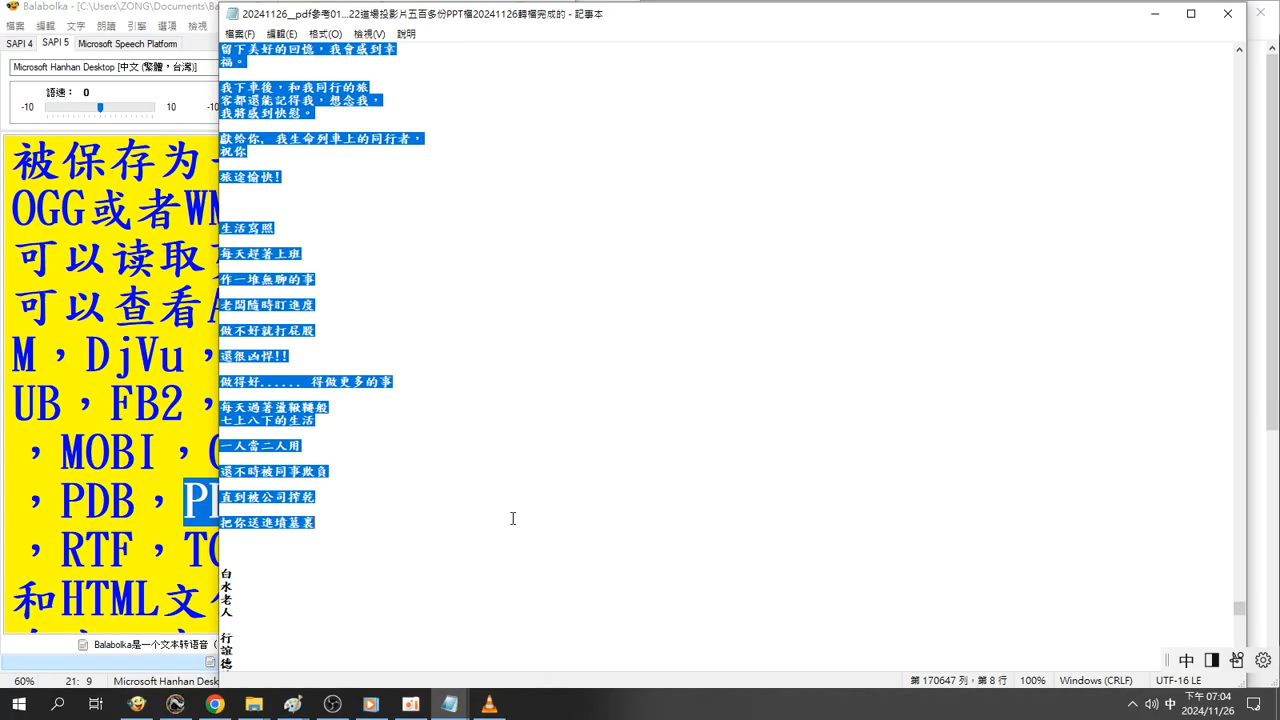 Balabolka - [C:\Users\ZONG\Documents\Ba
檔案 編輯 文字 朗讀 引擎 選項 檢視
SAPI 4 SAPI 5 Microsoft Speech Platform
Microsoft Hanhan Desktop [中文 (繁體，台灣)]
語速： 0
-10 10 -10
被保存为
OGG或者WM
可以读取
可以查看
M，DjVu，
UB，FB2，
，MOBI，
，PDB，
，RTF，TC
和HTML文
Balabolka是一个文本转语音（
60% 21: 9 Microsoft Hanhan Desk
20241126__pdf參考01...22道場投影片五百多份PPT檔20241126轉檔完成的 - 記事本
檔案(F) 編輯(E) 格式(O) 檢視(V) 說明
留下美好的回憶，我會感到幸
福。
我下車後，和我同行的旅
客都還能記得我，想念我，
我將感到快慰。
獻给你, 我生命列車上的同行者，
祝你
旅途愉快!
生活寫照
每天趕著上班
作一堆無聊的事
老闆隨時盯進度
做不好就打屁股
還很凶悍!!
做得好...... 得做更多的事
每天過著盪鞦韆般
七上八下的生活
一人當二人用
還不時被同事欺負
直到被公司搾乾
把你送進墳墓裏
白
水
老
人
行
誼
德
第 170647 列，第 8 行 100% Windows (CRLF) UTF-16 LE
中
中 下午 07:04
2024/11/26